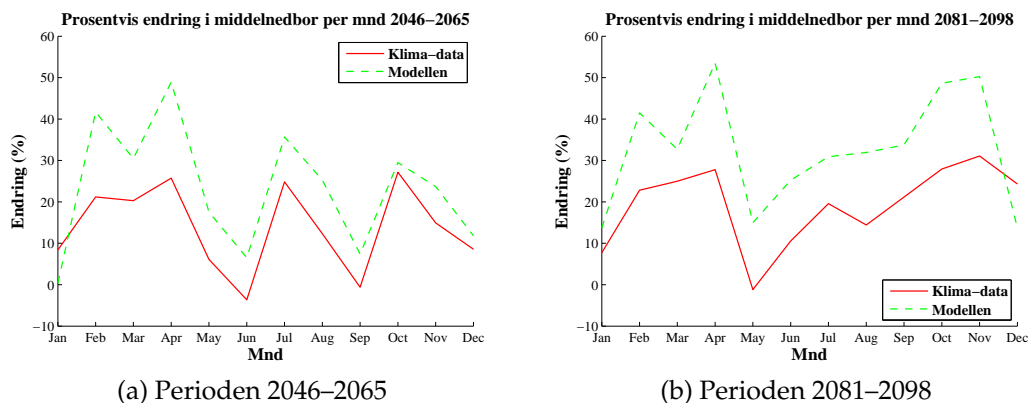 Prosentvis endring i middelnedbor per mnd 2046−2065
60
50
40
30
20
10
0
−10
Endring (%)
Klima−data
Modellen
Jan Feb Mar Apr May Jun Jul Aug Sep Oct Nov Dec
Mnd
(a) Perioden 2046–2065
Prosentvis endring i middelnedbor per mnd 2081−2098
60
50
40
30
20
10
0
−10
Endring (%)
Klima−data
Modellen
Jan Feb Mar Apr May Jun Jul Aug Sep Oct Nov Dec
Mnd
(b) Perioden 2081–2098